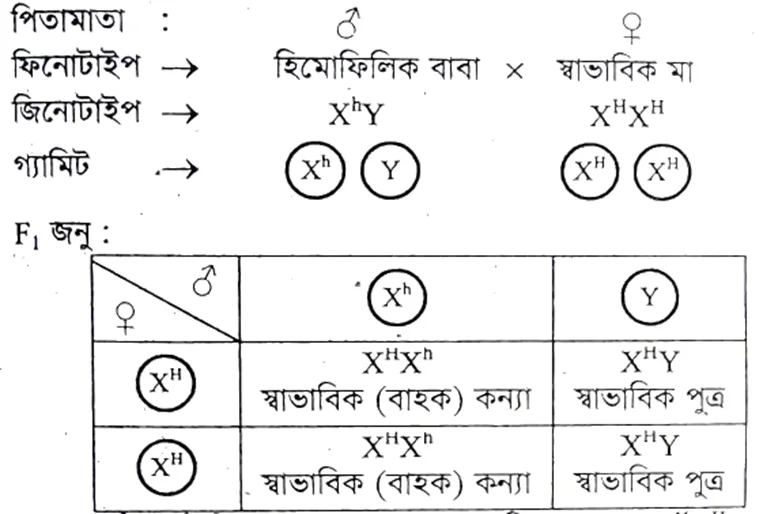 পিতামাতা : ♂ ♀
ফিনোটাইপ → হিমোফিলিক বাবা × স্বাভাবিক মা
জিনোটাইপ → XʰY XᴴXᴴ
গ্যামিট → Xʰ Y Xᴴ Xᴴ
F₁ জনু :
♂ Xʰ Y
♀
Xᴴ XᴴXʰ XᴴY
স্বাভাবিক (বাহক) কন্যা স্বাভাবিক পুত্র
Xᴴ XᴴXʰ XᴴY
স্বাভাবিক (বাহক) কন্যা স্বাভাবিক পুত্র